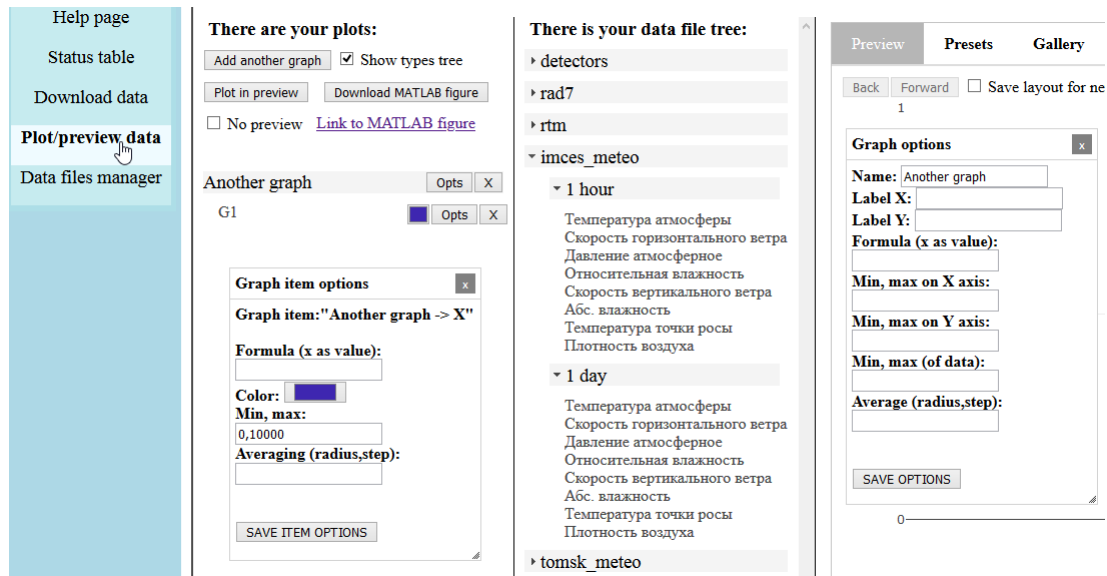 Help page
Status table
Download data
Plot/preview data
Data files manager
There are your plots:
Add another graph Show types tree
Plot in preview Download MATLAB figure
No preview Link to MATLAB figure
Another graph Opts X
G1 Opts X
Graph item options x
Graph item:"Another graph -> X"
Formula (x as value):
Color:
Min, max:
0,10000
Averaging (radius,step):
SAVE ITEM OPTIONS
There is your data file tree:
detectors
rad7
rtm
imces_meteo
1 hour
Температура атмосферы
Скорость горизонтального ветра
Давление атмосферное
Относительная влажность
Скорость вертикального ветра
Абс. влажность
Температура точки росы
Плотность воздуха
1 day
Температура атмосферы
Скорость горизонтального ветра
Давление атмосферное
Относительная влажность
Скорость вертикального ветра
Абс. влажность
Температура точки росы
Плотность воздуха
tomsk_meteo
Preview Presets Gallery
Back Forward Save layout for ne
1
Graph options x
Name: Another graph
Label X:
Label Y:
Formula (x as value):
Min, max on X axis:
Min, max on Y axis:
Min, max (of data):
Average (radius,step):
SAVE OPTIONS
0